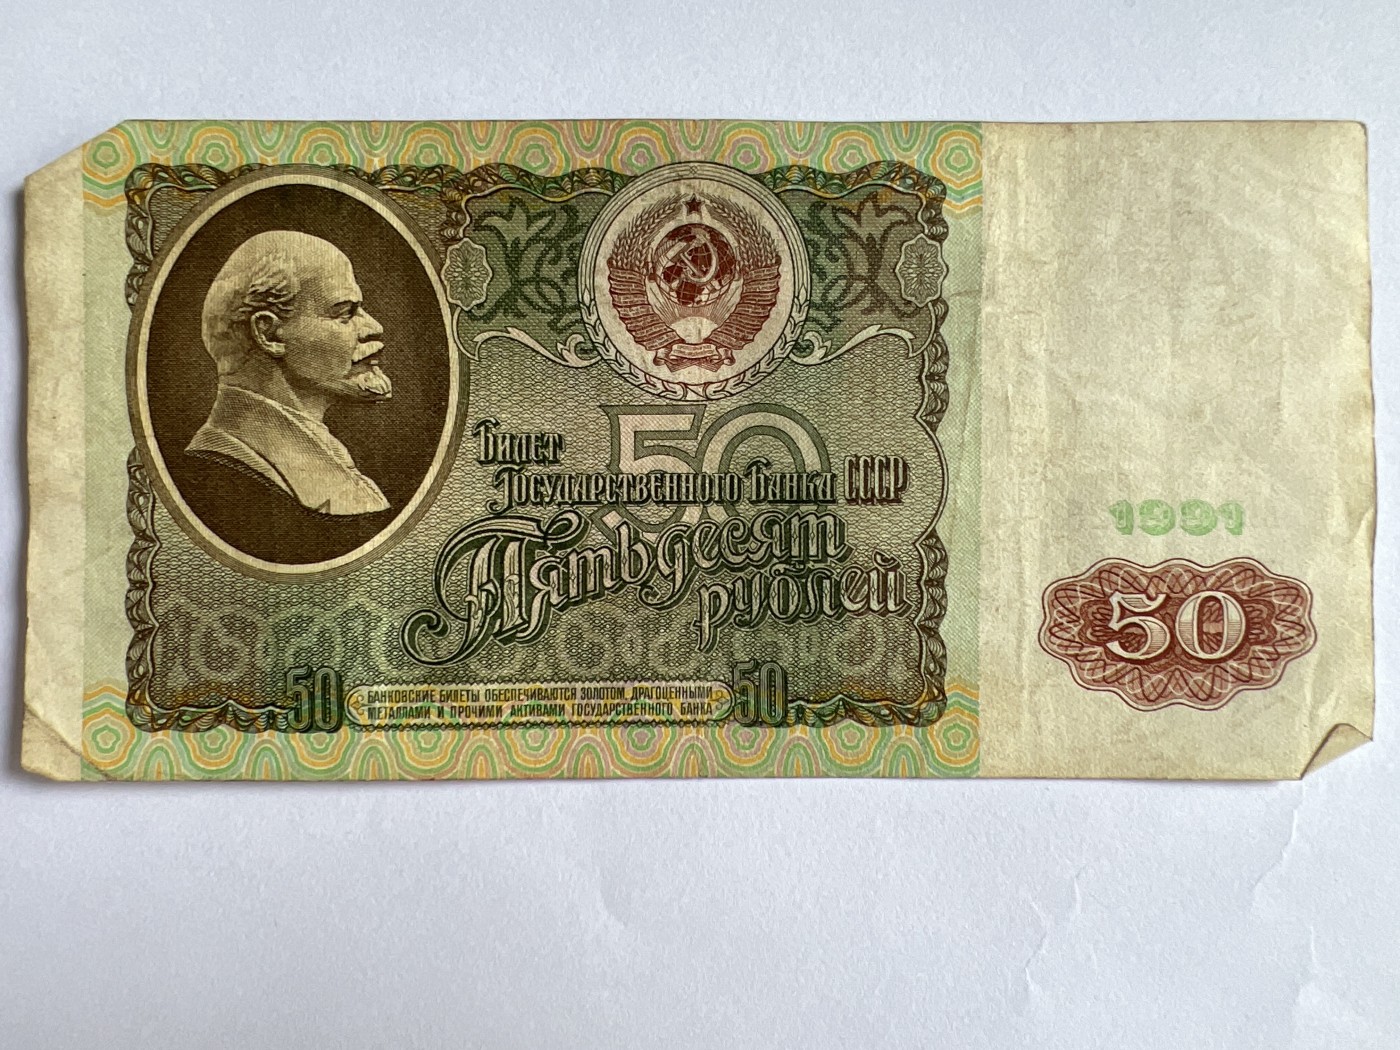 Билет
Государственного Банка СССР
50
Пятьдесят
рублей
1991
50
50
БАНКОВСКИЕ БИЛЕТЫ ОБЕСПЕЧИВАЮТСЯ ЗОЛОТОМ, ДРАГОЦЕННЫМИ
МЕТАЛЛАМИ И ПРОЧИМИ АКТИВАМИ ГОСУДАРСТВЕННОГО БАНКА
50